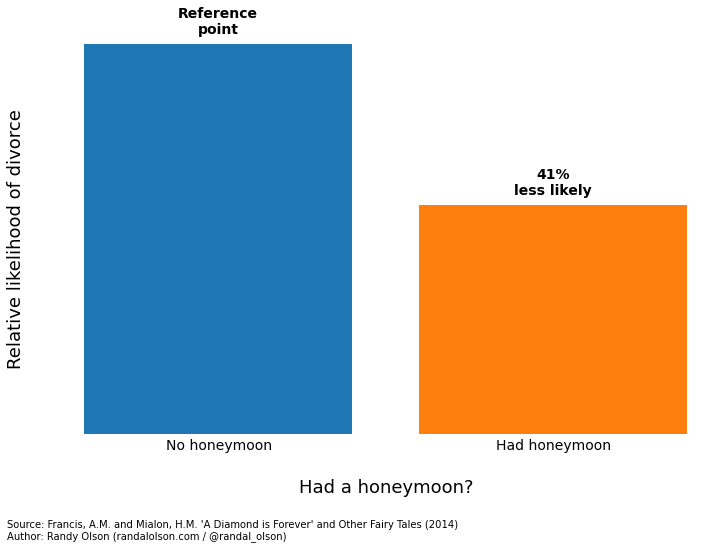 Reference
point
41%
less likely
Relative likelihood of divorce
No honeymoon
Had honeymoon
Had a honeymoon?
Source: Francis, A.M. and Mialon, H.M. 'A Diamond is Forever' and Other Fairy Tales (2014)
Author: Randy Olson (randalolson.com / @randal_olson)